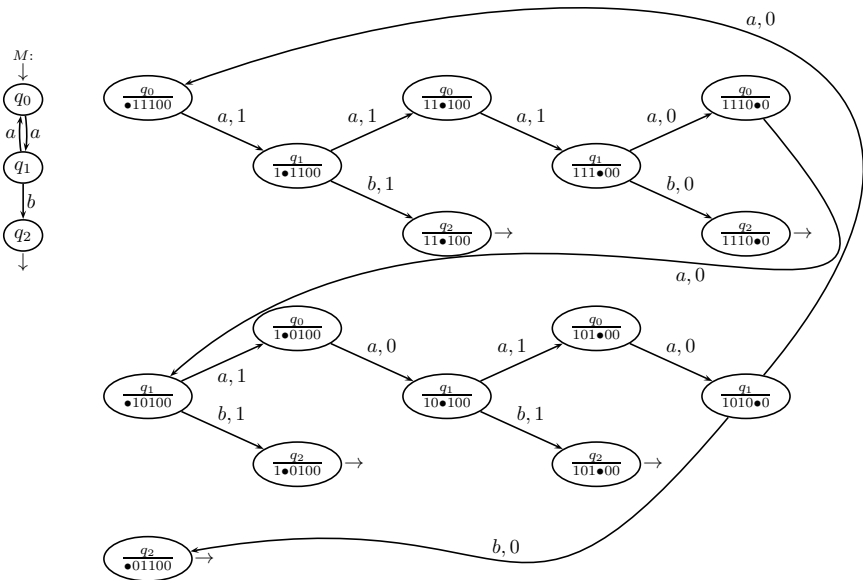 a, 0
M:
↓
q0
a a
q1
b
q2
↓
q0
●11100
a, 1
q1
1●1100
a, 1
q0
11●100
a, 1
q1
111●00
a, 0
q0
1110●0
b, 1
q2
11●100 →
b, 0
q2
1110●0 →
a, 0
q1
●10100
a, 1
q0
1●0100
a, 0
q1
10●100
a, 1
q0
101●00
a, 0
q1
1010●0
b, 1
q2
1●0100 →
b, 1
q2
101●00 →
q2
●01100 →
b, 0